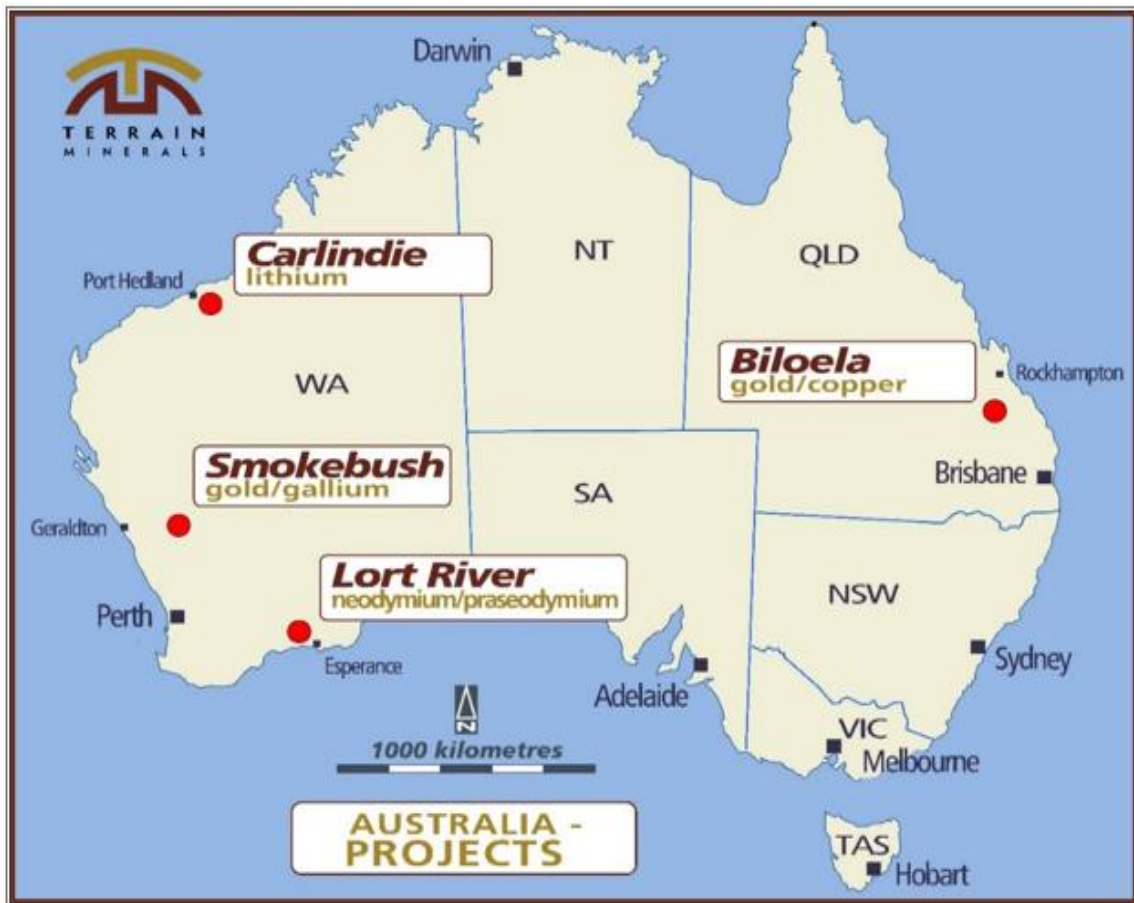 TERRAIN
MINERALS
Darwin
Carlindie
lithium
NT
QLD
Port Hedland
Biloela
gold/copper
Rockhampton
WA
Smokebush
gold/gallium
SA
Brisbane
Geraldton
Lort River
neodymium/praseodymium
NSW
Perth
Esperance
Sydney
Adelaide
N
VIC
Melbourne
1000 kilometres
AUSTRALIA -
PROJECTS
TAS
Hobart